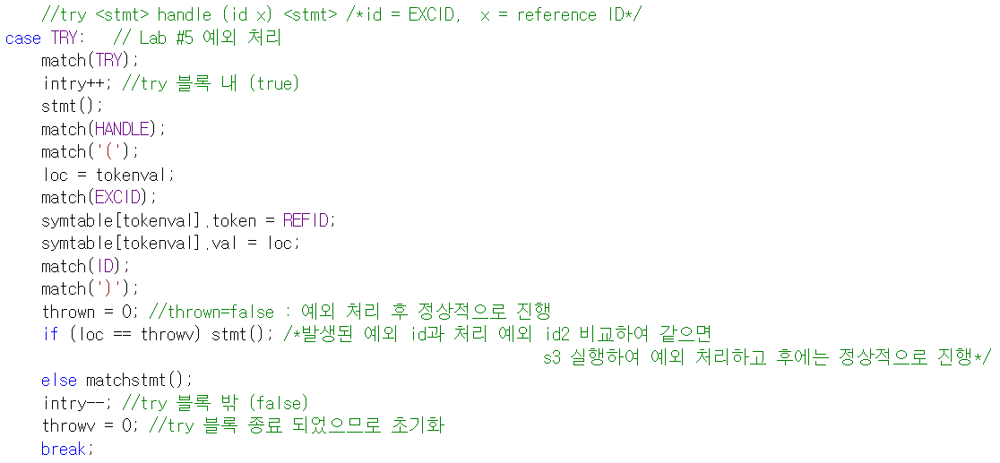 //try <stmt> handle (id x) <stmt> /*id = EXCID, x = reference ID*/
case TRY: // Lab #5 예외 처리
match(TRY);
intry++; //try 블록 내 (true)
stmt();
match(HANDLE);
match('(');
loc = tokenval;
match(EXCID);
symtable[tokenval].token = REFID;
symtable[tokenval].val = loc;
match(ID);
match(')');
thrown = 0; //thrown=false : 예외 처리 후 정상적으로 진행
if (loc == throwv) stmt(); /*발생된 예외 id과 처리 예외 id2 비교하여 같으면
s3 실행하여 예외 처리하고 후에는 정상적으로 진행*/
else matchstmt();
intry--; //try 블록 밖 (false)
throwv = 0; //try 블록 종료 되었으므로 초기화
break;